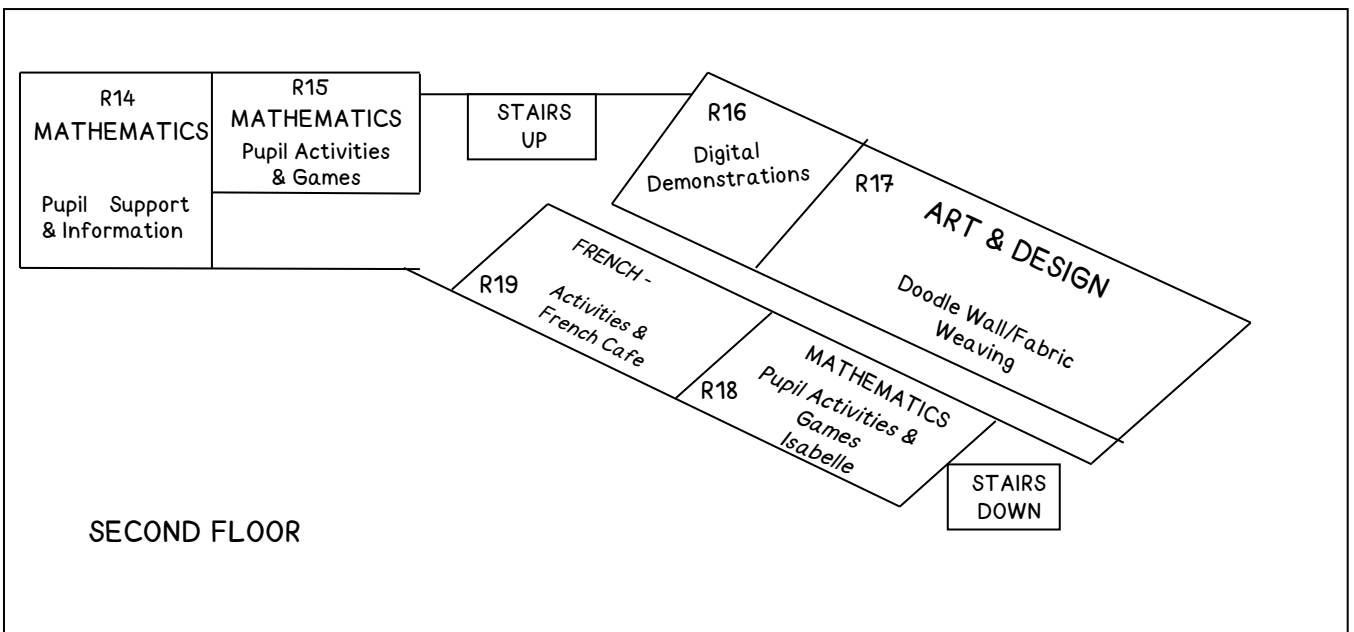 R14
MATHEMATICS
Pupil Support
& Information
R15
MATHEMATICS
Pupil Activities
& Games
STAIRS
UP
R16
Digital
Demonstrations
R17
ART & DESIGN
Doodle Wall/Fabric
Weaving
R19
FRENCH -
Activities &
French Cafe
R18
MATHEMATICS
Pupil Activities &
Games
Isabelle
STAIRS
DOWN
SECOND FLOOR